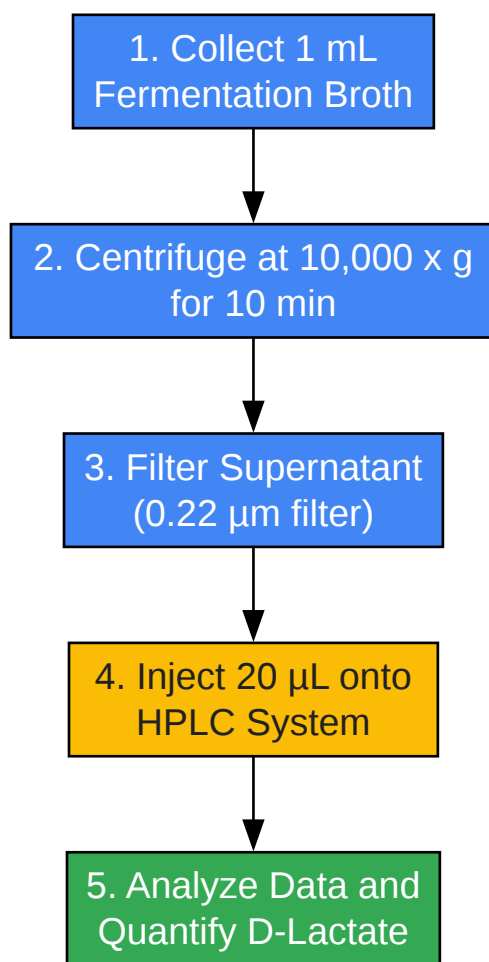 1. Collect 1 mL
Fermentation Broth
2. Centrifuge at 10,000 x g
for 10 min
3. Filter Supernatant
(0.22 µm filter)
4. Inject 20 µL onto
HPLC System
5. Analyze Data and
Quantify D-Lactate